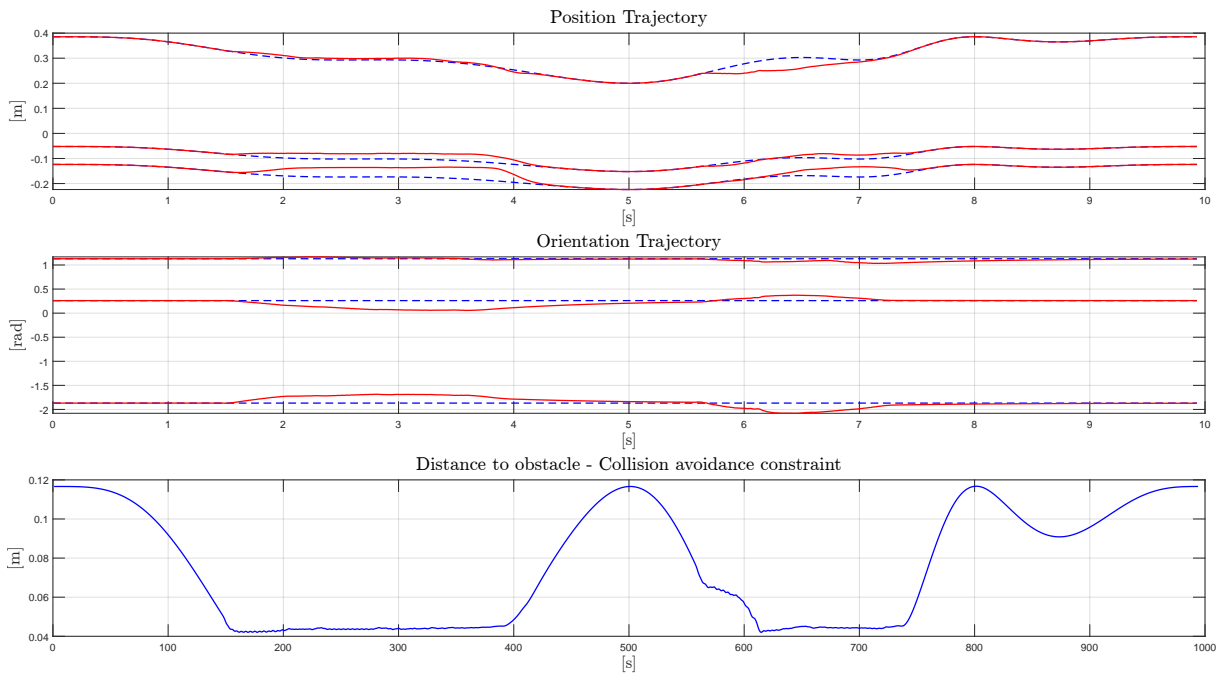 Position Trajectory
0.4
0.3
0.2
0.1
0
-0.1
-0.2
[m]
0 1 2 3 4 5 6 7 8 9 10
[s]
Orientation Trajectory
1
0.5
0
-0.5
-1
-1.5
-2
[rad]
0 1 2 3 4 5 6 7 8 9 10
[s]
Distance to obstacle - Collision avoidance constraint
0.12
0.1
0.08
0.06
0.04
[m]
0 100 200 300 400 500 600 700 800 900 1000
[s]